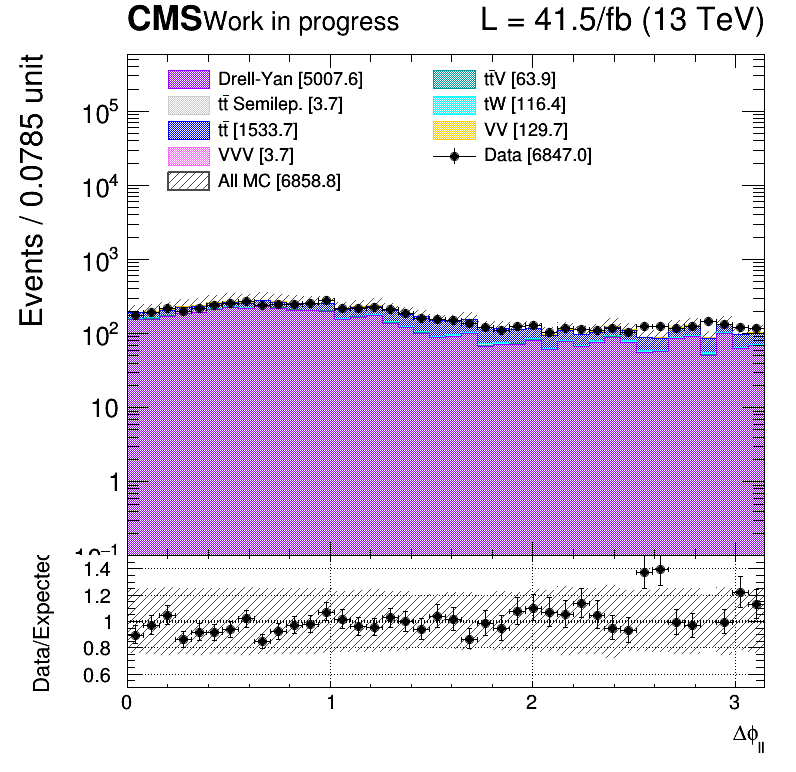 CMS Work in progress L = 41.5/fb (13 TeV)
Events / 0.0785 unit
Drell-Yan [5007.6]
tt̄V [63.9]
tt̄ Semilep. [3.7]
tW [116.4]
tt̄ [1533.7]
VV [129.7]
VVV [3.7]
Data [6847.0]
All MC [6858.8]
10⁵
10⁴
10³
10²
10
1
10⁻¹
Data/Expected
1.4
1.2
1
0.8
0.6
0 1 2 3
Δϕ_ll